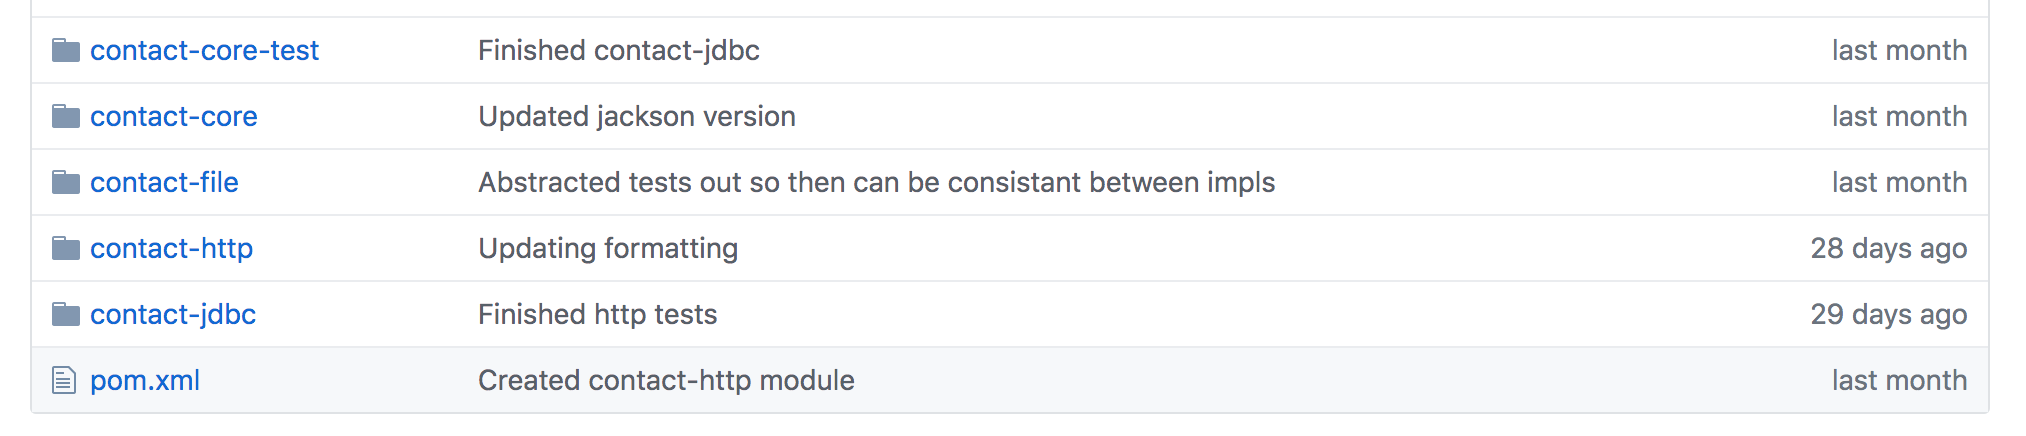 contact-core-test Finished contact-jdbc last month
contact-core Updated jackson version last month
contact-file Abstracted tests out so then can be consistant between impls last month
contact-http Updating formatting 28 days ago
contact-jdbc Finished http tests 29 days ago
pom.xml Created contact-http module last month